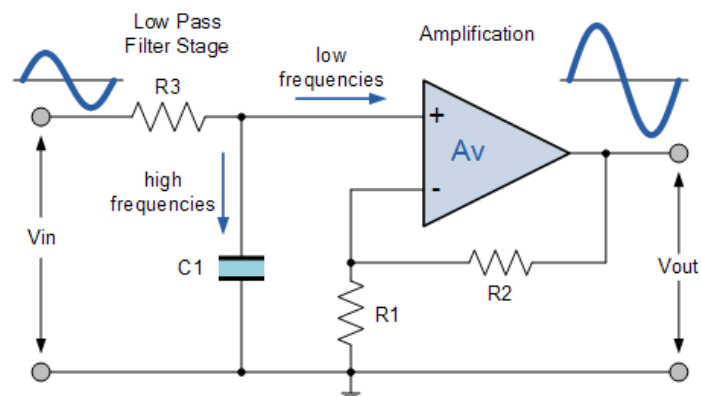 Low Pass
Filter Stage
Amplification
low
frequencies
R3
+
Av
-
high
frequencies
Vin
C1
R2
Vout
R1